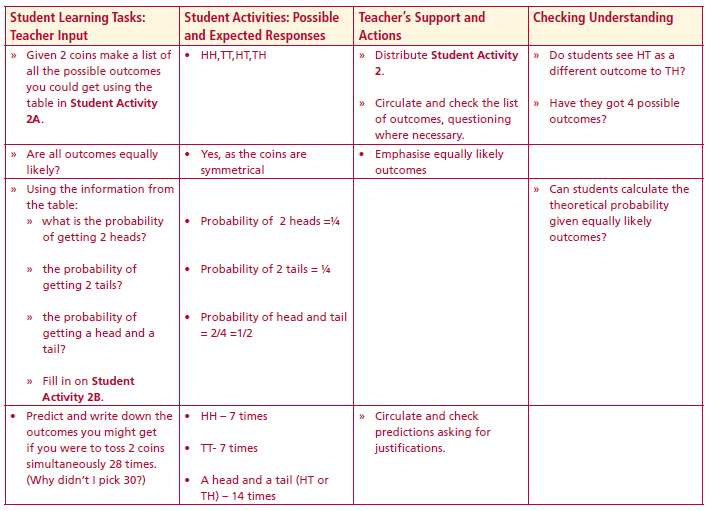 Student Learning Tasks:
Teacher Input
Student Activities: Possible
and Expected Responses
Teacher's Support and
Actions
Checking Understanding
» Given 2 coins make a list of
all the possible outcomes
you could get using the
table in Student Activity
2A.
• HH,TT,HT,TH
» Distribute Student Activity
2.
» Circulate and check the list
of outcomes, questioning
where necessary.
» Do students see HT as a
different outcome to TH?
» Have they got 4 possible
outcomes?
» Are all outcomes equally
likely?
• Yes, as the coins are
symmetrical
• Emphasise equally likely
outcomes
» Using the information from
the table:
» what is the probability
of getting 2 heads?
» the probability of
getting 2 tails?
» the probability of
getting a head and a
tail?
» Fill in on Student
Activity 2B.
• Probability of 2 heads =¼
• Probability of 2 tails = ¼
• Probability of head and tail
= 2/4 =1/2
» Can students calculate the
theoretical probability
given equally likely
outcomes?
• Predict and write down the
outcomes you might get
if you were to toss 2 coins
simultaneously 28 times.
(Why didn't I pick 30?)
• HH – 7 times
• TT- 7 times
• A head and a tail (HT or
TH) – 14 times
» Circulate and check
predictions asking for
justifications.